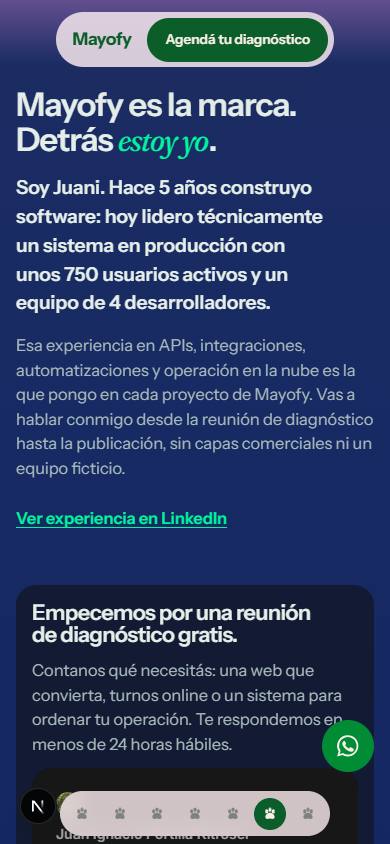 Mayofy
Agendá tu diagnóstico
Mayofy es la marca.
Detrás estoy yo.
Soy Juani. Hace 5 años construyo
software: hoy lidero técnicamente
un sistema en producción con
unos 750 usuarios activos y un
equipo de 4 desarrolladores.
Esa experiencia en APIs, integraciones,
automatizaciones y operación en la nube es la
que pongo en cada proyecto de Mayofy. Vas a
hablar conmigo desde la reunión de diagnóstico
hasta la publicación, sin capas comerciales ni un
equipo ficticio.
Ver experiencia en LinkedIn
Empecemos por una reunión
de diagnóstico gratis.
Contanos qué necesitás: una web que
convierta, turnos online o un sistema para
ordenar tu operación. Te respondemos en
menos de 24 horas hábiles.
N
Juan Ignacio